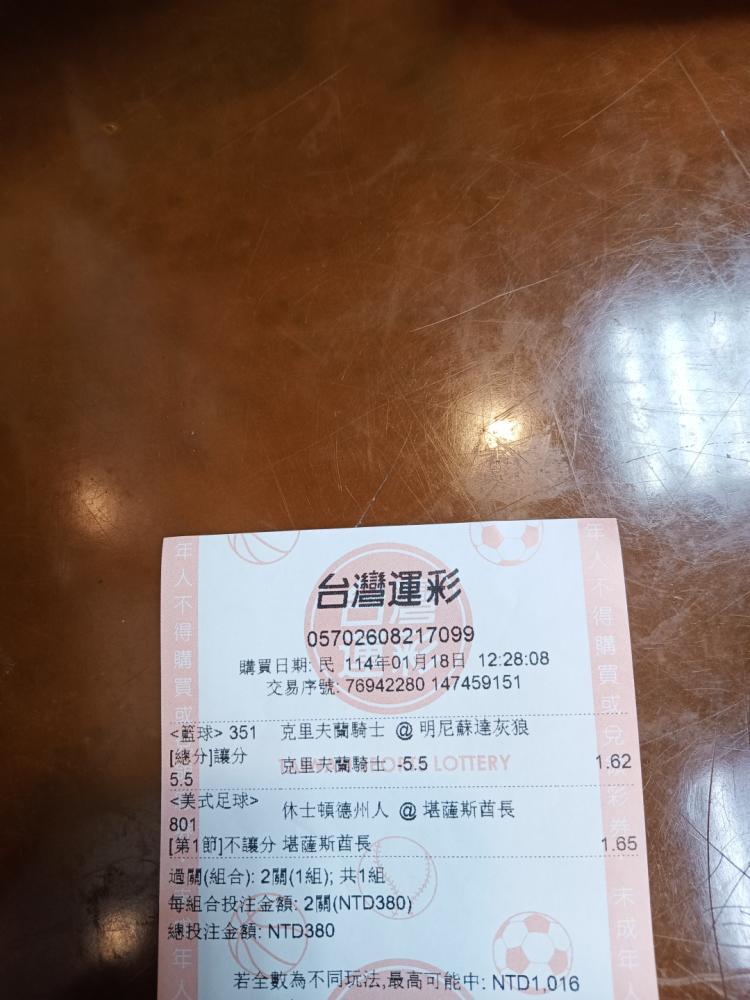 台灣運彩
05702608217099
購買日期: 民 114年01月18日 12:28:08
交易序號: 76942280 147459151
<籃球> 351 克里夫蘭騎士 @ 明尼蘇達灰狼
[總分]讓分 5.5 克里夫蘭騎士 -5.5 1.62
TAIWAN SPORTS LOTTERY
<美式足球> 801 休士頓德州人 @ 堪薩斯酋長
[第1節]不讓分 堪薩斯酋長 1.65
過關(組合): 2關(1組); 共1組
每組合投注金額: 2關(NTD380)
總投注金額: NTD380
若全數為不同玩法,最高可能中: NTD1,016
年人不得購買或
年人不得購買或兌
未成年人